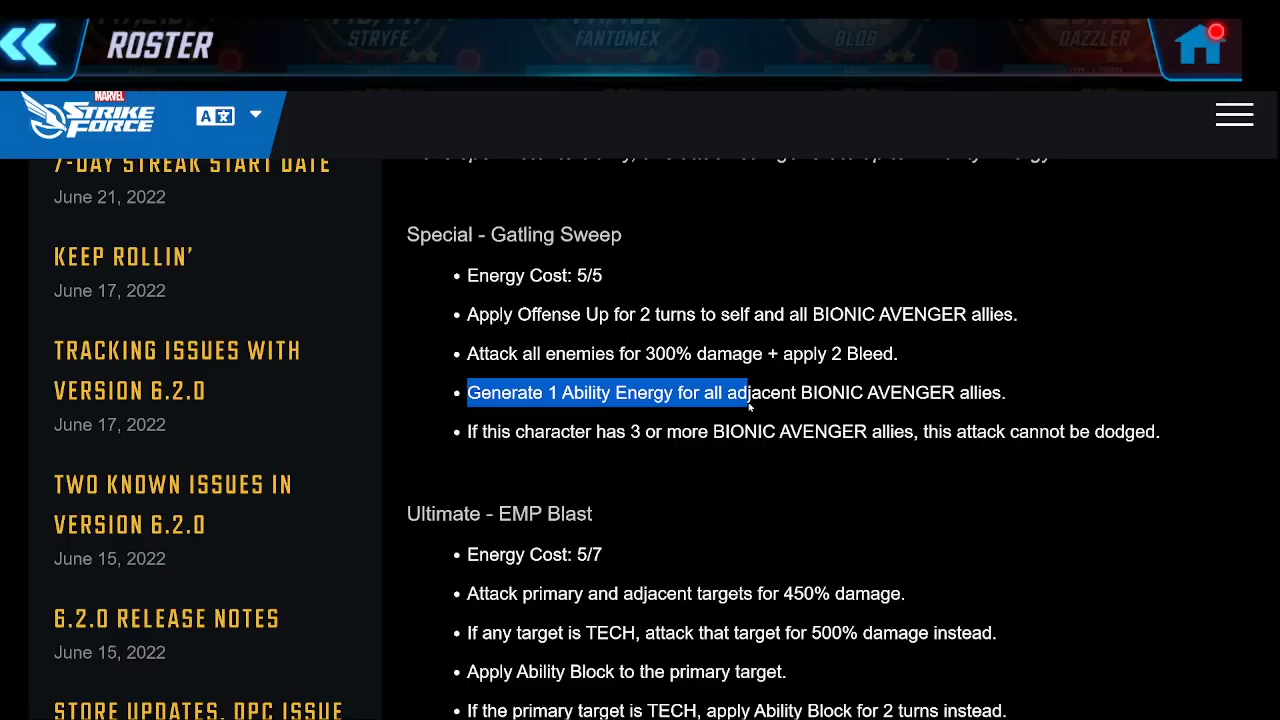 ROSTER
STRYFE
FANTOMEX
BLOB
DAZZLER
MARVEL
STRIKE
FORCE
A
7-DAY STREAK START DATE
June 21, 2022
KEEP ROLLIN’
June 17, 2022
TRACKING ISSUES WITH
VERSION 6.2.0
June 17, 2022
TWO KNOWN ISSUES IN
VERSION 6.2.0
June 15, 2022
6.2.0 RELEASE NOTES
June 15, 2022
STORE UPDATES, OPC ISSUE
Special - Gatling Sweep
• Energy Cost: 5/5
• Apply Offense Up for 2 turns to self and all BIONIC AVENGER allies.
• Attack all enemies for 300% damage + apply 2 Bleed.
• Generate 1 Ability Energy for all adjacent BIONIC AVENGER allies.
• If this character has 3 or more BIONIC AVENGER allies, this attack cannot be dodged.
Ultimate - EMP Blast
• Energy Cost: 5/7
• Attack primary and adjacent targets for 450% damage.
• If any target is TECH, attack that target for 500% damage instead.
• Apply Ability Block to the primary target.
• If the primary target is TECH, apply Ability Block for 2 turns instead.